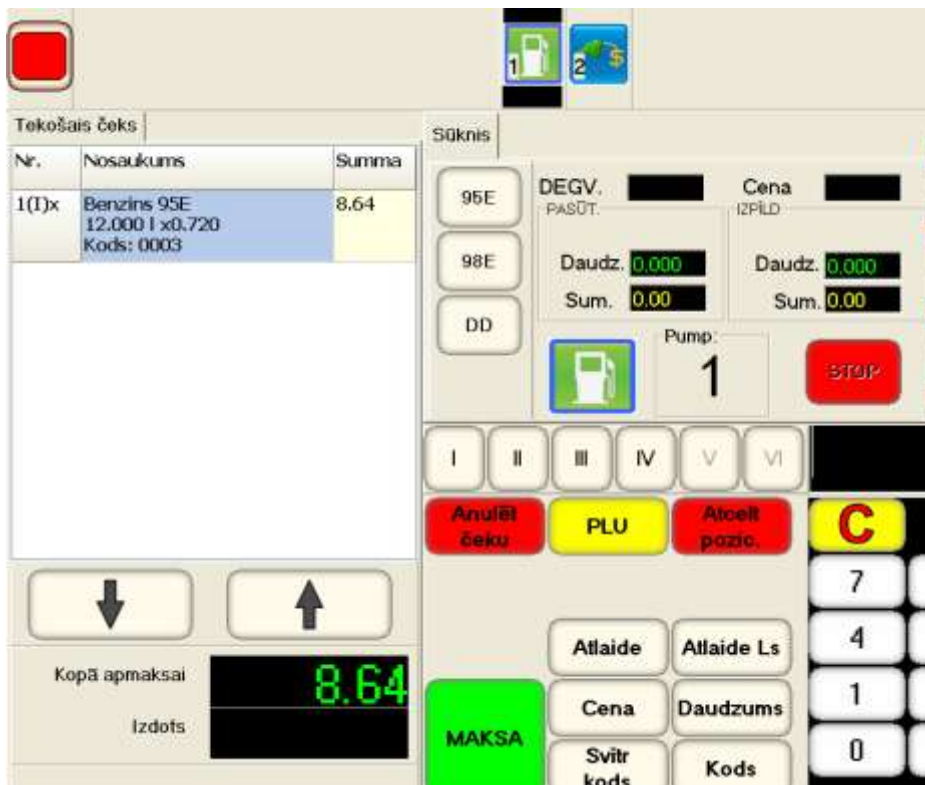 1
2 $
Tekošais čeks
Nr. Nosaukums Summa
1(I)x Benzins 95E 8.64
12.000 l x0.720
Kods: 0003
Kopā apmaksai 8.64
Izdots
Sūknis
95E
98E
DD
DEGV. Cena
PASŪT. IZPILD
Daudz. 0,000 Daudz. 0,000
Sum. 0,00 Sum. 0,00
Pump:
1
STOP
I II III IV V VI
Anulēt čeku
PLU
Atcelt pozic.
C
7
4
1
0
Atlaide Atlaide Ls
Cena Daudzums
MAKSA
Svītr
kods
Kods